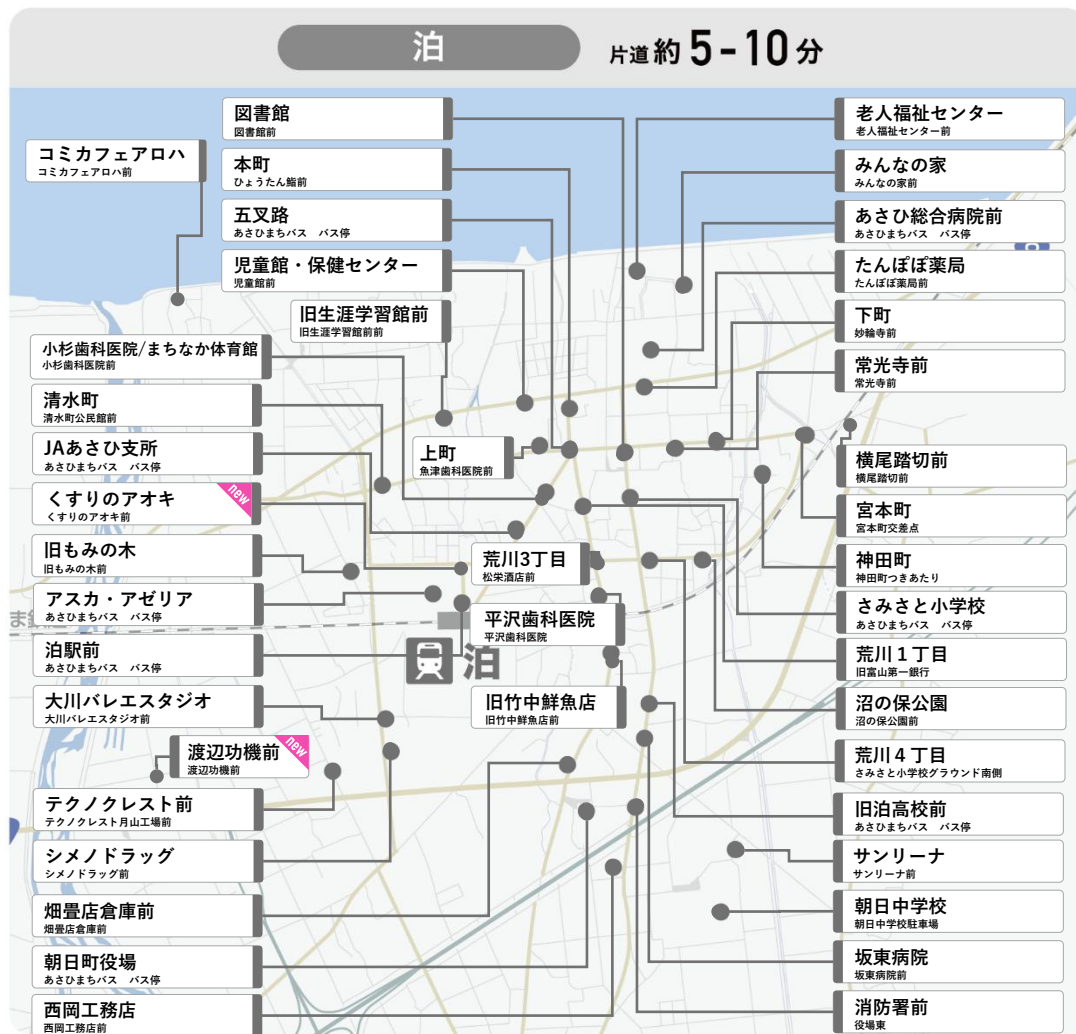 泊
片道 約 5-10 分
図書館
図書館前
コミカフェアロハ
コミカフェアロハ前
本町
ひょうたん鮨前
五叉路
あさひまちバス バス停
児童館・保健センター
児童館前
旧生涯学習館前
旧生涯学習館前前
小杉歯科医院/まちなか体育館
小杉歯科医院前
清水町
清水町公民館前
上町
魚津歯科医院前
JAあさひ支所
あさひまちバス バス停
くすりのアオキ
くすりのアオキ前
new
旧もみの木
旧もみの木前
荒川3丁目
松栄酒店前
アスカ・アゼリア
あさひまちバス バス停
平沢歯科医院
平沢歯科医院
泊駅前
あさひまちバス バス停
泊
大川バレエスタジオ
大川バレエスタジオ前
旧竹中鮮魚店
旧竹中鮮魚店前
渡辺功機前
渡辺功機前
new
テクノクレスト前
テクノクレスト月山工場前
シメノドラッグ
シメノドラッグ前
畑畳店倉庫前
畑畳店倉庫前
朝日町役場
あさひまちバス バス停
西岡工務店
西岡工務店前
老人福祉センター
老人福祉センター前
みんなの家
みんなの家前
あさひ総合病院前
あさひまちバス バス停
たんぽぽ薬局
たんぽぽ薬局前
下町
妙輪寺前
常光寺前
常光寺前
横尾踏切前
横尾踏切前
宮本町
宮本町交差点
神田町
神田町つきあたり
さみさと小学校
あさひまちバス バス停
荒川1丁目
旧富山第一銀行
沼の保公園
沼の保公園前
荒川4丁目
さみさと小学校グラウンド南側
旧泊高校前
あさひまちバス バス停
サンリーナ
サンリーナ前
朝日中学校
朝日中学校駐車場
坂東病院
坂東病院前
消防署前
役場東